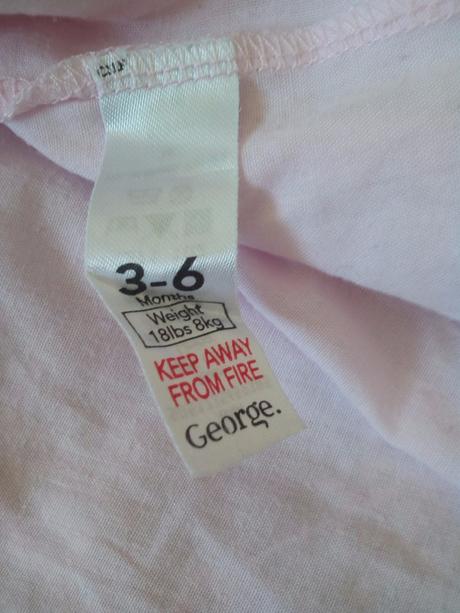 3-6
Months
Weight
18lbs 8kg
KEEP AWAY
FROM FIRE
George.